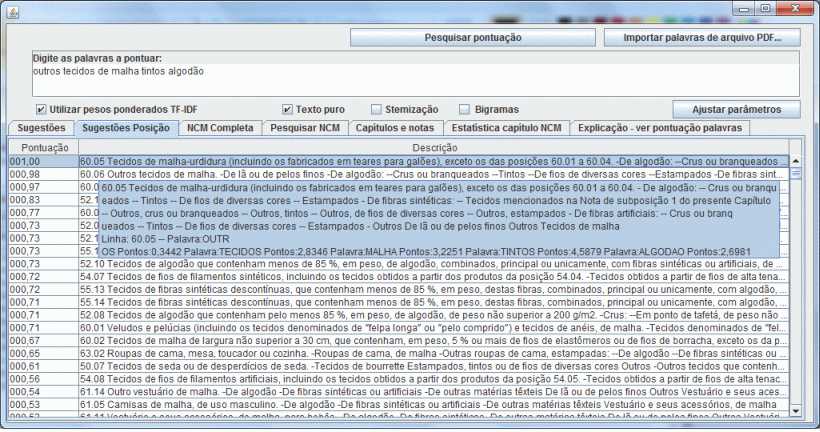 Pesquisar pontuação
Importar palavras de arquivo PDF...
Digite as palavras a pontuar:
outros tecidos de malha tintos algodão
Utilizar pesos ponderados TF-IDF
Texto puro
Stemização
Bigramas
Ajustar parâmetros
Sugestões
Sugestões Posição
NCM Completa
Pesquisar NCM
Capítulos e notas
Estatística capítulo NCM
Explicação - ver pontuação palavras
Pontuação Descrição
001,00 60.05 Tecidos de malha-urdidura (incluindo os fabricados em teares para galões), exceto os das posições 60.01 a 60.04. -De algodão: --Crus ou branqueados ...
000,98 60.06 Outros tecidos de malha. -De lã ou de pelos finos -De algodão: --Crus ou branqueados --Tintos --De fios de diversas cores --Estampados -De fibras sint...
000,97 60.0
000,83 52.1
000,77 60.0
000,73 52.1
000,73 52.1
60.05 Tecidos de malha-urdidura (incluindo os fabricados em teares para galões), exceto os das posições 60.01 a 60.04. - De algodão: -- Crus ou branqu
eados -- Tintos -- De fios de diversas cores -- Estampados - De fibras sintéticas: -- Tecidos mencionados na Nota de subposição 1 do presente Capítulo
-- Outros, crus ou branqueados -- Outros, tintos -- Outros, de fios de diversas cores -- Outros, estampados - De fibras artificiais: -- Crus ou branq
ueados -- Tintos -- De fios de diversas cores -- Estampados - Outros De lã ou de pelos finos Outros Tecidos de malha
Linha: 60.05 -- Palavra:OUTR
OS Pontos:0,3442 Palavra:TECIDOS Pontos:2,8346 Palavra:MALHA Pontos:3,2251 Palavra:TINTOS Pontos:4,5879 Palavra:ALGODAO Pontos:2,6981
000,73 52.10 Tecidos de algodão que contenham menos de 85 %, em peso, de algodão, combinados, principal ou unicamente, com fibras sintéticas ou artificiais, de ...
000,72 54.07 Tecidos de fios de filamentos sintéticos, incluindo os tecidos obtidos a partir dos produtos da posição 54.04. -Tecidos obtidos a partir de fios de alta tena...
000,72 55.13 Tecidos de fibras sintéticas descontínuas, que contenham menos de 85 %, em peso, destas fibras, combinados, principal ou unicamente, com algodão, ...
000,71 55.14 Tecidos de fibras sintéticas descontínuas, que contenham menos de 85 %, em peso, destas fibras, combinados, principal ou unicamente, com algodão, ...
000,71 52.08 Tecidos de algodão que contenham pelo menos 85 %, em peso, de algodão, de peso não superior a 200 g/m2. -Crus: --Em ponto de tafetá, de peso não ...
000,71 60.01 Veludos e pelúcias (incluindo os tecidos denominados de "felpa longa" ou "pelo comprido") e tecidos de anéis, de malha. -Tecidos denominados de "fel...
000,67 60.02 Tecidos de malha de largura não superior a 30 cm, que contenham, em peso, 5 % ou mais de fios de elastômeros ou de fios de borracha, exceto os da p...
000,65 63.02 Roupas de cama, mesa, toucador ou cozinha. -Roupas de cama, de malha -Outras roupas de cama, estampadas: --De algodão --De fibras sintéticas ou ...
000,61 50.07 Tecidos de seda ou de desperdícios de seda. -Tecidos de bourrette Estampados, tintos ou de fios de diversas cores Outros -Outros tecidos que contenh...
000,56 54.08 Tecidos de fios de filamentos artificiais, incluindo os tecidos obtidos a partir dos produtos da posição 54.05. -Tecidos obtidos a partir de fios de alta tenac...
000,54 61.14 Outro vestuário de malha. -De algodão -De fibras sintéticas ou artificiais -De outras matérias têxteis De lã ou de pelos finos Outros Vestuário e seus aces...
000,53 61.05 Camisas de malha, de uso masculino. -De algodão -De fibras sintéticas ou artificiais -De outras matérias têxteis Vestuário e seus acessórios, de malha